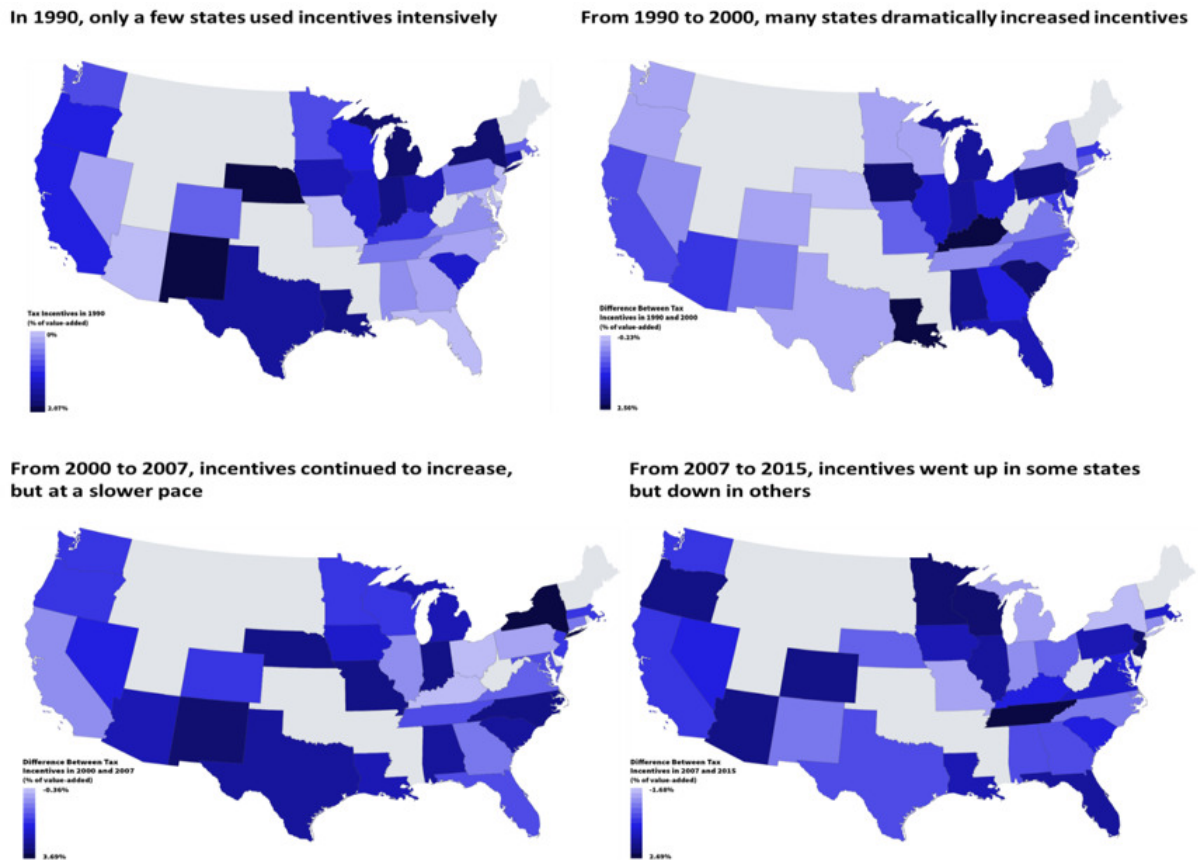 In 1990, only a few states used incentives intensively
From 1990 to 2000, many states dramatically increased incentives
Tax Incentives in 1990
(% of value-added)
0%
2.07%
Difference Between Tax
Incentives in 1990 and 2000
(% of value-added)
-0.23%
2.56%
From 2000 to 2007, incentives continued to increase,
but at a slower pace
From 2007 to 2015, incentives went up in some states
but down in others
Difference Between Tax
Incentives in 2000 and 2007
(% of value-added)
-0.36%
3.69%
Difference Between Tax
Incentives in 2007 and 2015
(% of value-added)
-1.68%
2.69%